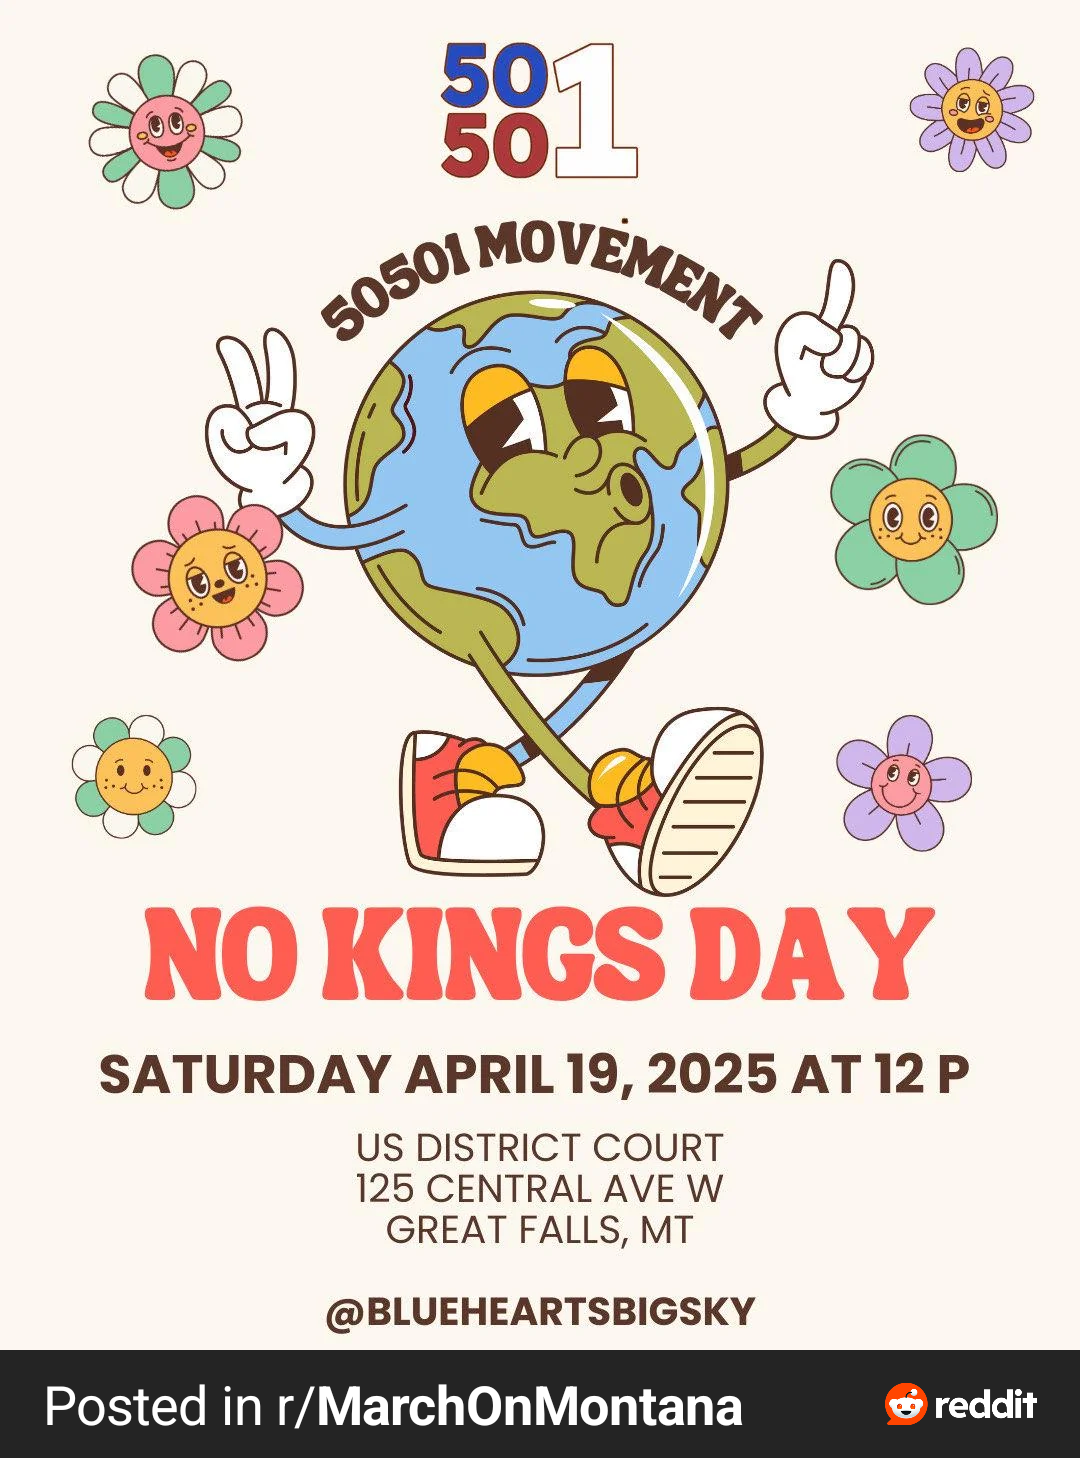 50
50
1
50501 MOVEMENT
NO KINGS DAY
SATURDAY APRIL 19, 2025 AT 12 P
US DISTRICT COURT
125 CENTRAL AVE W
GREAT FALLS, MT
@BLUEHEARTSBIGSKY
Posted in r/MarchOnMontana
reddit